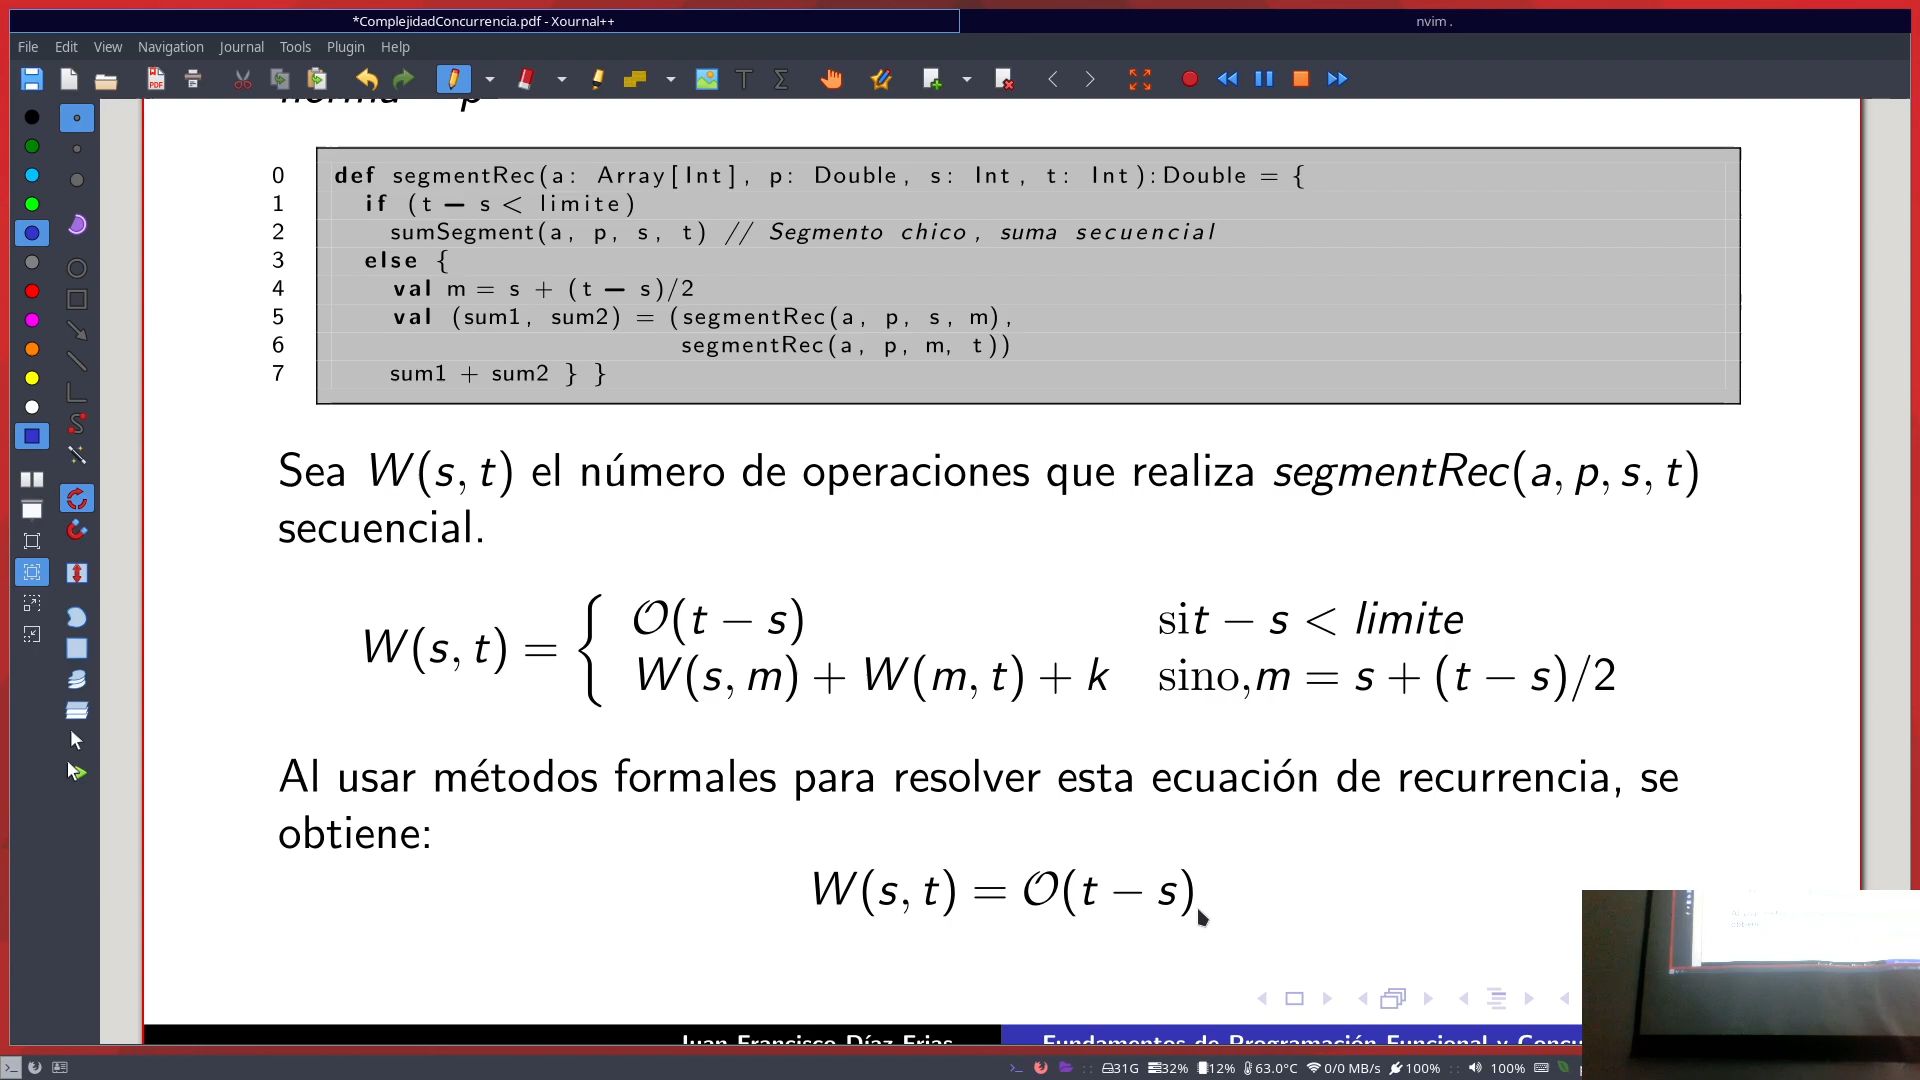 *ComplejidadConcurrencia.pdf - Xournal++
nvim .
File Edit View Navigation Journal Tools Plugin Help
norma - p
0 def segmentRec(a: Array[Int], p: Double, s: Int, t: Int):Double = {
1 if (t − s < limite)
2 sumSegment(a, p, s, t) // Segmento chico, suma secuencial
3 else {
4 val m = s + (t − s)/2
5 val (sum1, sum2) = (segmentRec(a, p, s, m),
6 segmentRec(a, p, m, t))
7 sum1 + sum2 } }
Sea W(s, t) el número de operaciones que realiza segmentRec(a, p, s, t)
secuencial.
W(s, t) = {
O(t − s) sit − s < limite
W(s, m) + W(m, t) + k sino,m = s + (t − s)/2
Al usar métodos formales para resolver esta ecuación de recurrencia, se
obtiene:
W(s, t) = O(t − s)
Juan Francisco Díaz Frias Fundamentos de Programación Funcional y Concu
31G 32% 12% 63.0°C 0/0 MB/s 100% 100%